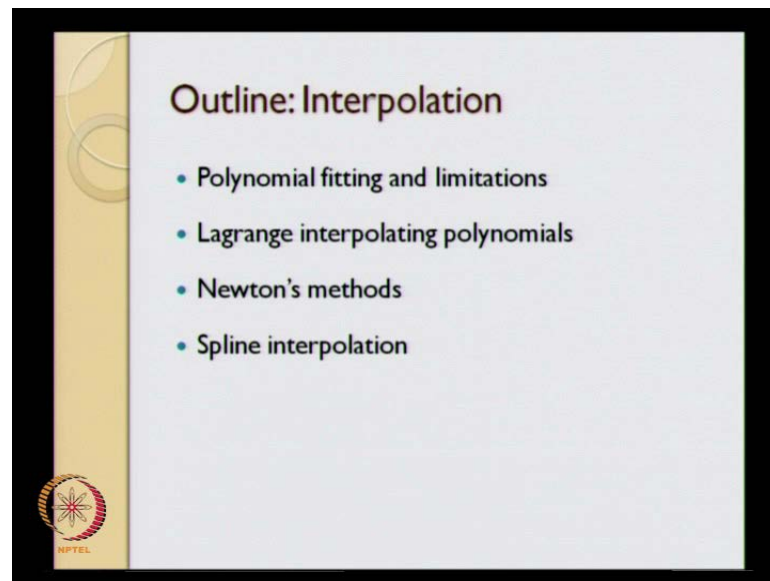 Outline: Interpolation
• Polynomial fitting and limitations
• Lagrange interpolating polynomials
• Newton's methods
• Spline interpolation
NPTEL